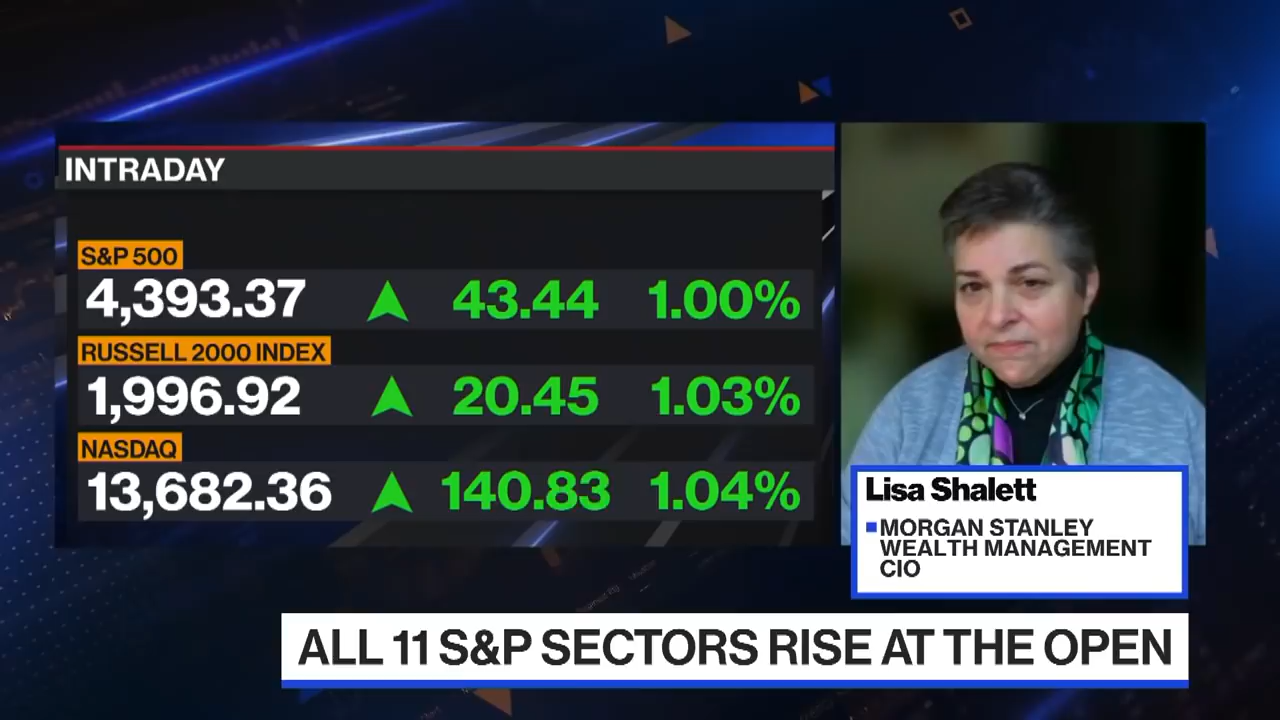 INTRADAY
S&P 500
4,393.37 ▲ 43.44 1.00%
RUSSELL 2000 INDEX
1,996.92 ▲ 20.45 1.03%
NASDAQ
13,682.36 ▲ 140.83 1.04%
Lisa Shalett
MORGAN STANLEY
WEALTH MANAGEMENT
CIO
ALL 11 S&P SECTORS RISE AT THE OPEN